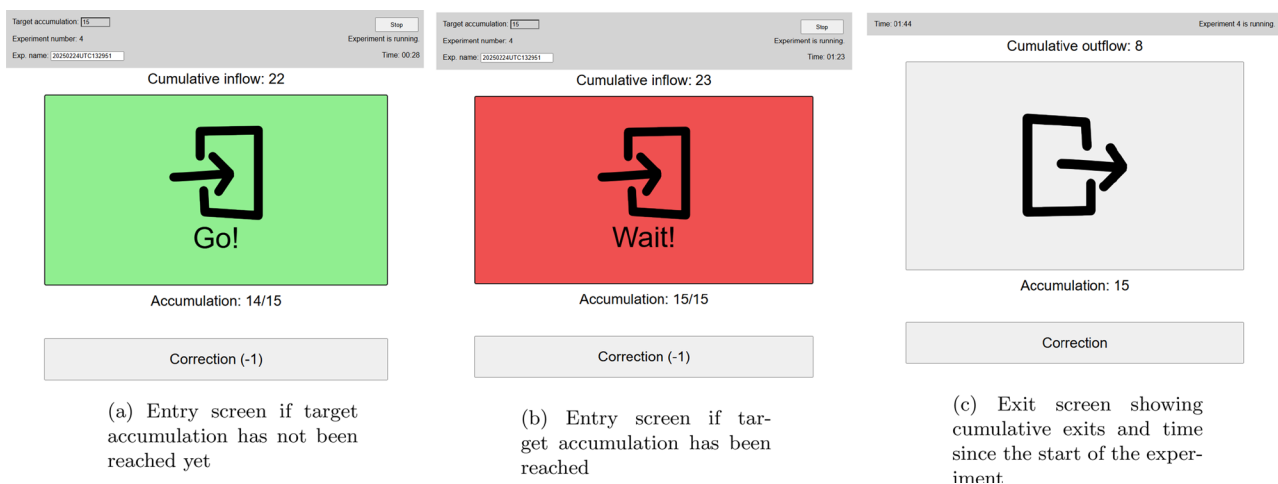 Target accumulation: 15
Stop
Experiment number: 4
Experiment is running.
Exp. name: 20250224UTC132951
Time: 00:28
Cumulative inflow: 22
Go!
Accumulation: 14/15
Correction (-1)
(a) Entry screen if target
accumulation has not been
reached yet
Target accumulation: 15
Stop
Experiment number: 4
Experiment is running.
Exp. name: 20250224UTC132951
Time: 01:23
Cumulative inflow: 23
Wait!
Accumulation: 15/15
Correction (-1)
(b) Entry screen if tar-
get accumulation has been
reached
Time: 01:44
Experiment 4 is running.
Cumulative outflow: 8
Accumulation: 15
Correction
(c) Exit screen showing
cumulative exits and time
since the start of the exper-
iment